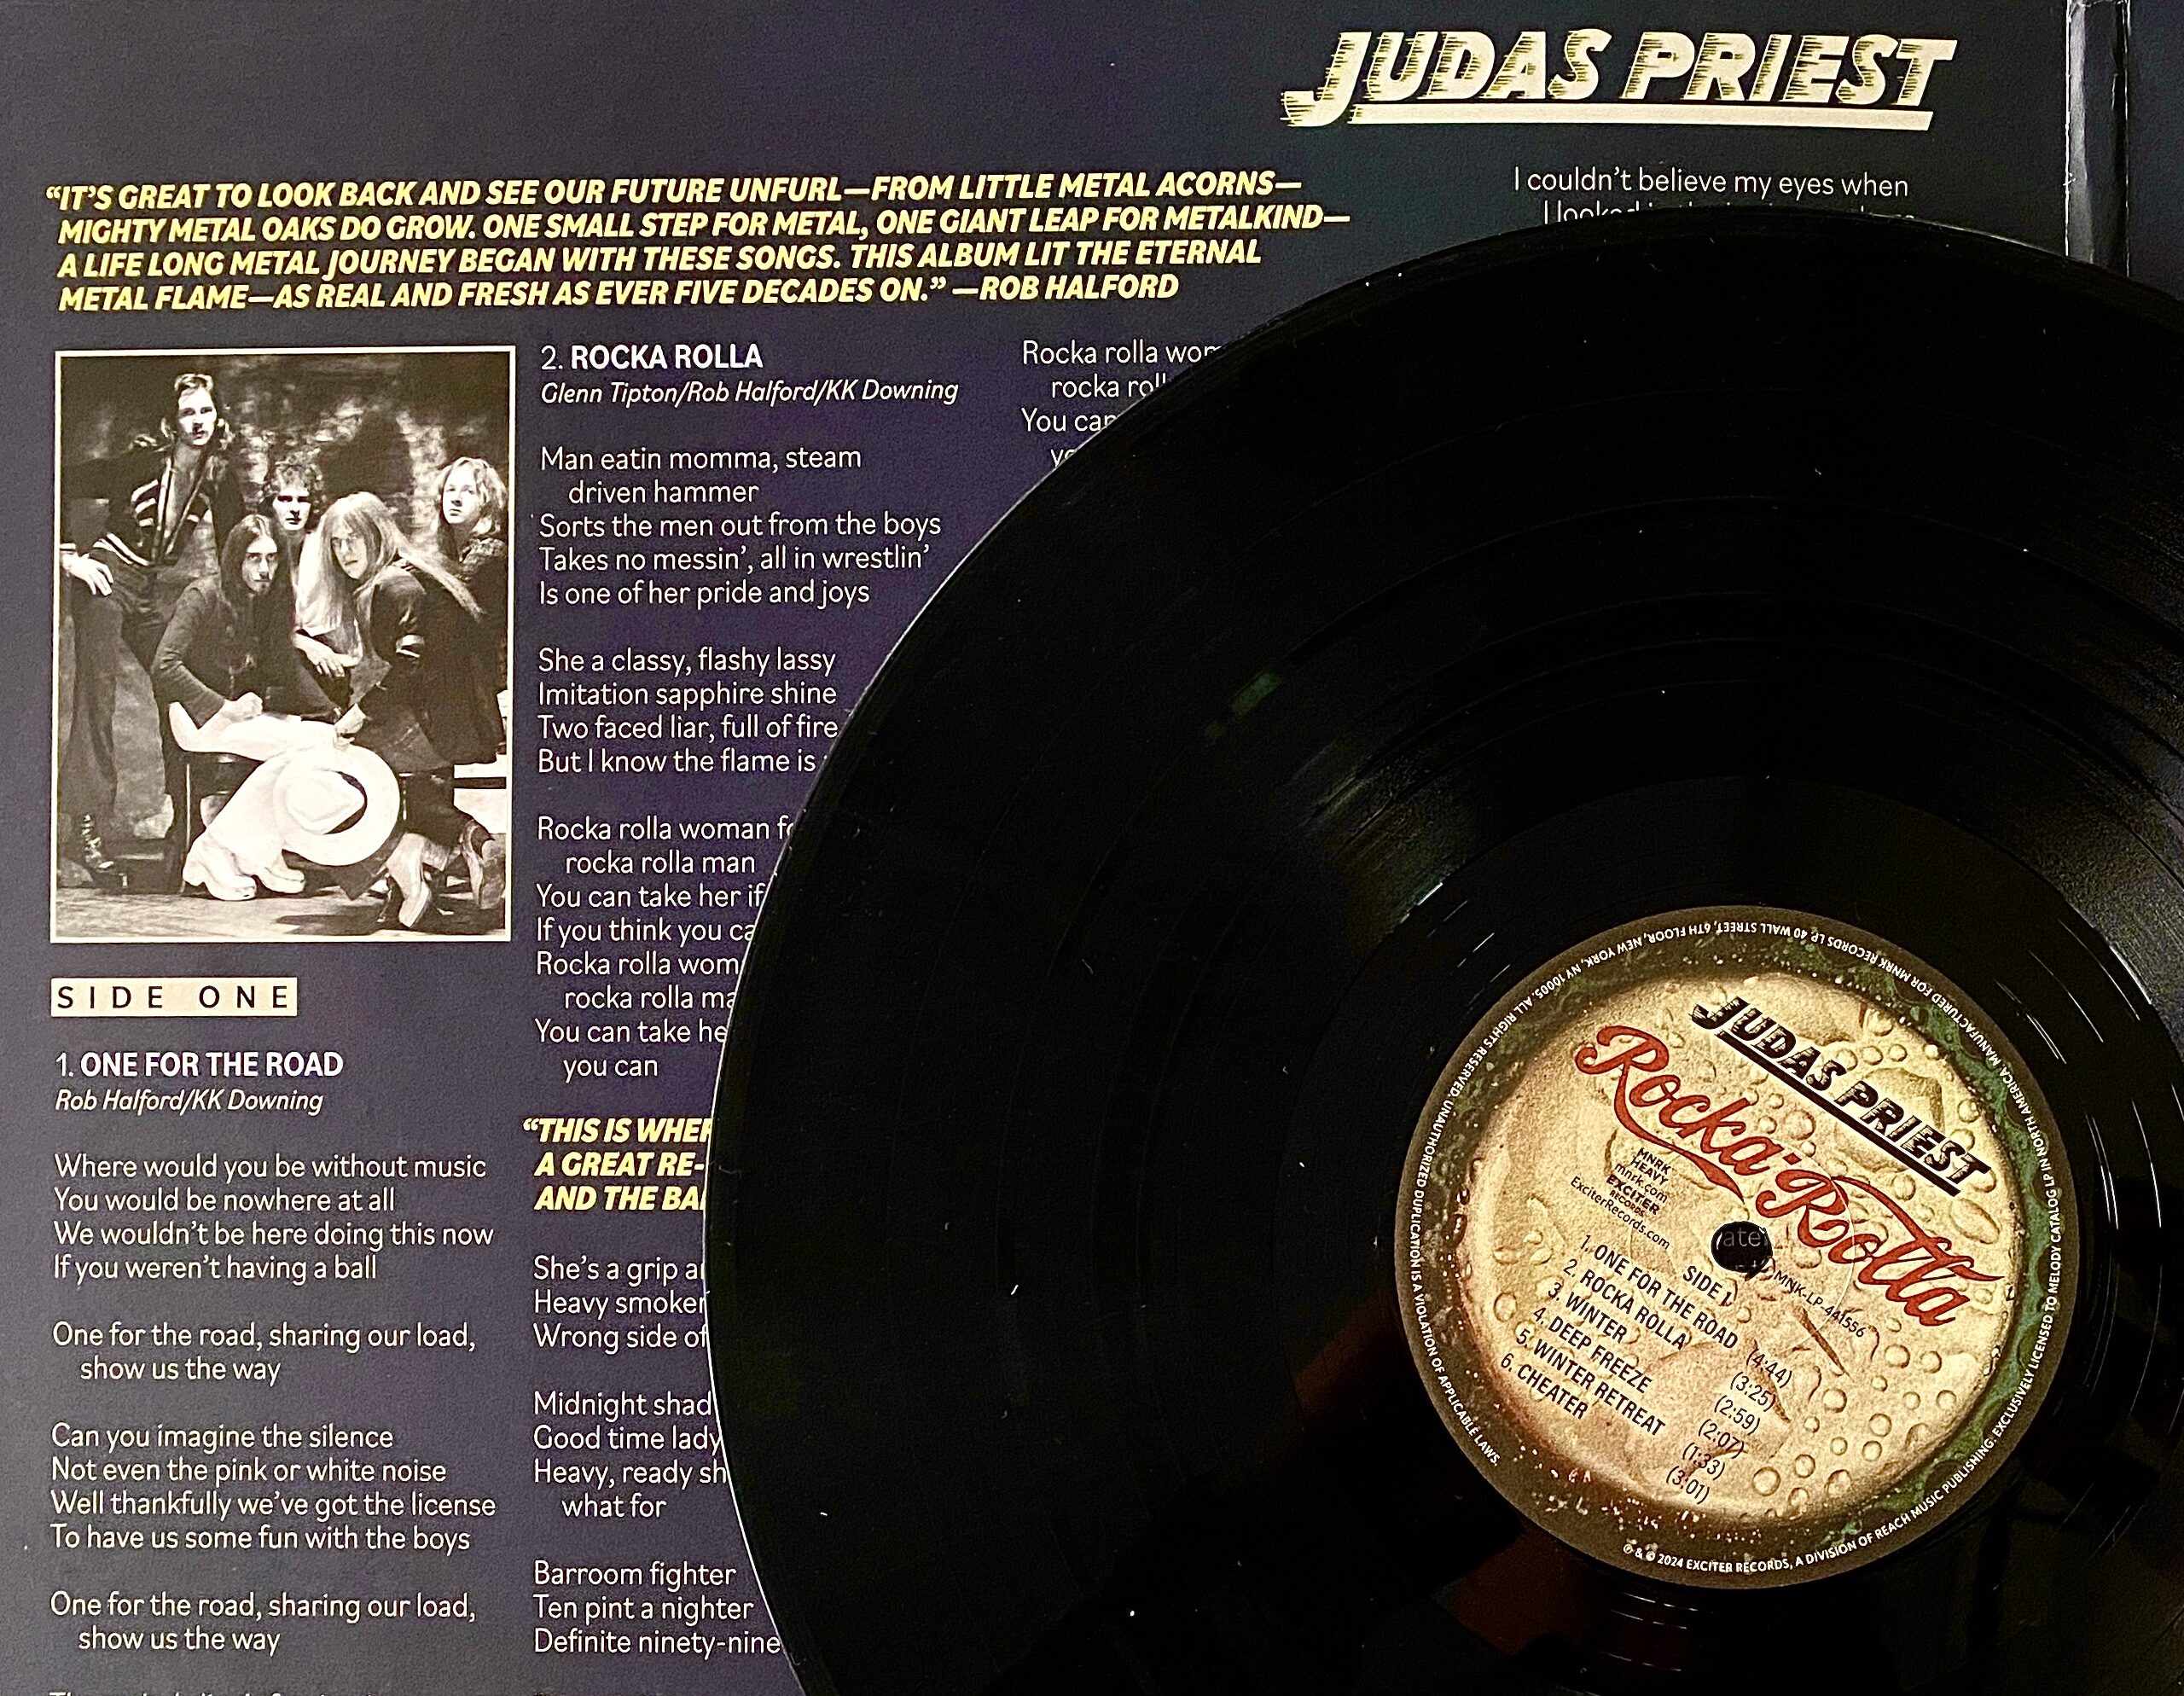 JUDAS PRIEST
“IT’S GREAT TO LOOK BACK AND SEE OUR FUTURE UNFURL—FROM LITTLE METAL ACORNS—
MIGHTY METAL OAKS DO GROW. ONE SMALL STEP FOR METAL, ONE GIANT LEAP FOR METALKIND—
A LIFE LONG METAL JOURNEY BEGAN WITH THESE SONGS. THIS ALBUM LIT THE ETERNAL
METAL FLAME—AS REAL AND FRESH AS EVER FIVE DECADES ON.” —ROB HALFORD
SIDE ONE
1. ONE FOR THE ROAD
Rob Halford/KK Downing
Where would you be without music
You would be nowhere at all
We wouldn’t be here doing this now
If you weren’t having a ball
One for the road, sharing our load,
show us the way
Can you imagine the silence
Not even the pink or white noise
Well thankfully we’ve got the license
To have us some fun with the boys
One for the road, sharing our load,
show us the way
2. ROCKA ROLLA
Glenn Tipton/Rob Halford/KK Downing
Man eatin momma, steam
driven hammer
Sorts the men out from the boys
Takes no messin’, all in wrestlin’
Is one of her pride and joys
She a classy, flashy lassy
Imitation sapphire shine
Two faced liar, full of fire
But I know the flame is
Rocka rolla woman
rocka rolla man
You can take her if
If you think you
Rocka rolla
rocka rolla
You can take
you can
“THIS IS
A GREAT RE-
AND THE
She’s a grip
Heavy smoker
Wrong side of
Midnight
Good time lady
Heavy, ready
what for
Barroom fighter
Ten pint a nighter
Definite ninety-nine
Rocka rolla
rocka
You
I couldn’t believe my eyes when
I
JUDAS PRIEST
Rocka Rolla
MNRK
HEAVY
mnrk.com
EXCITER
RECORDS
ExciterRecords.com
MNK-LP-441556
SIDE 1
1. ONE FOR THE ROAD (4:44)
2. ROCKA ROLLA (3:25)
3. WINTER (2:59)
4. DEEP FREEZE (2:07)
5. WINTER RETREAT (1:33)
6. CHEATER (3:01)
℗ & © 2024 EXCITER RECORDS, A DIVISION OF REACH MUSIC PUBLISHING. EXCLUSIVELY LICENSED TO MELODY CATALOG LP IN NORTH AMERICA MANUFACTURED FOR MNRK RECORDS LP 40 WALL STREET, 6TH FLOOR, NEW YORK, NY 10005. ALL RIGHTS RESERVED. UNAUTHORIZED DUPLICATION IS A VIOLATION OF APPLICABLE LAWS.